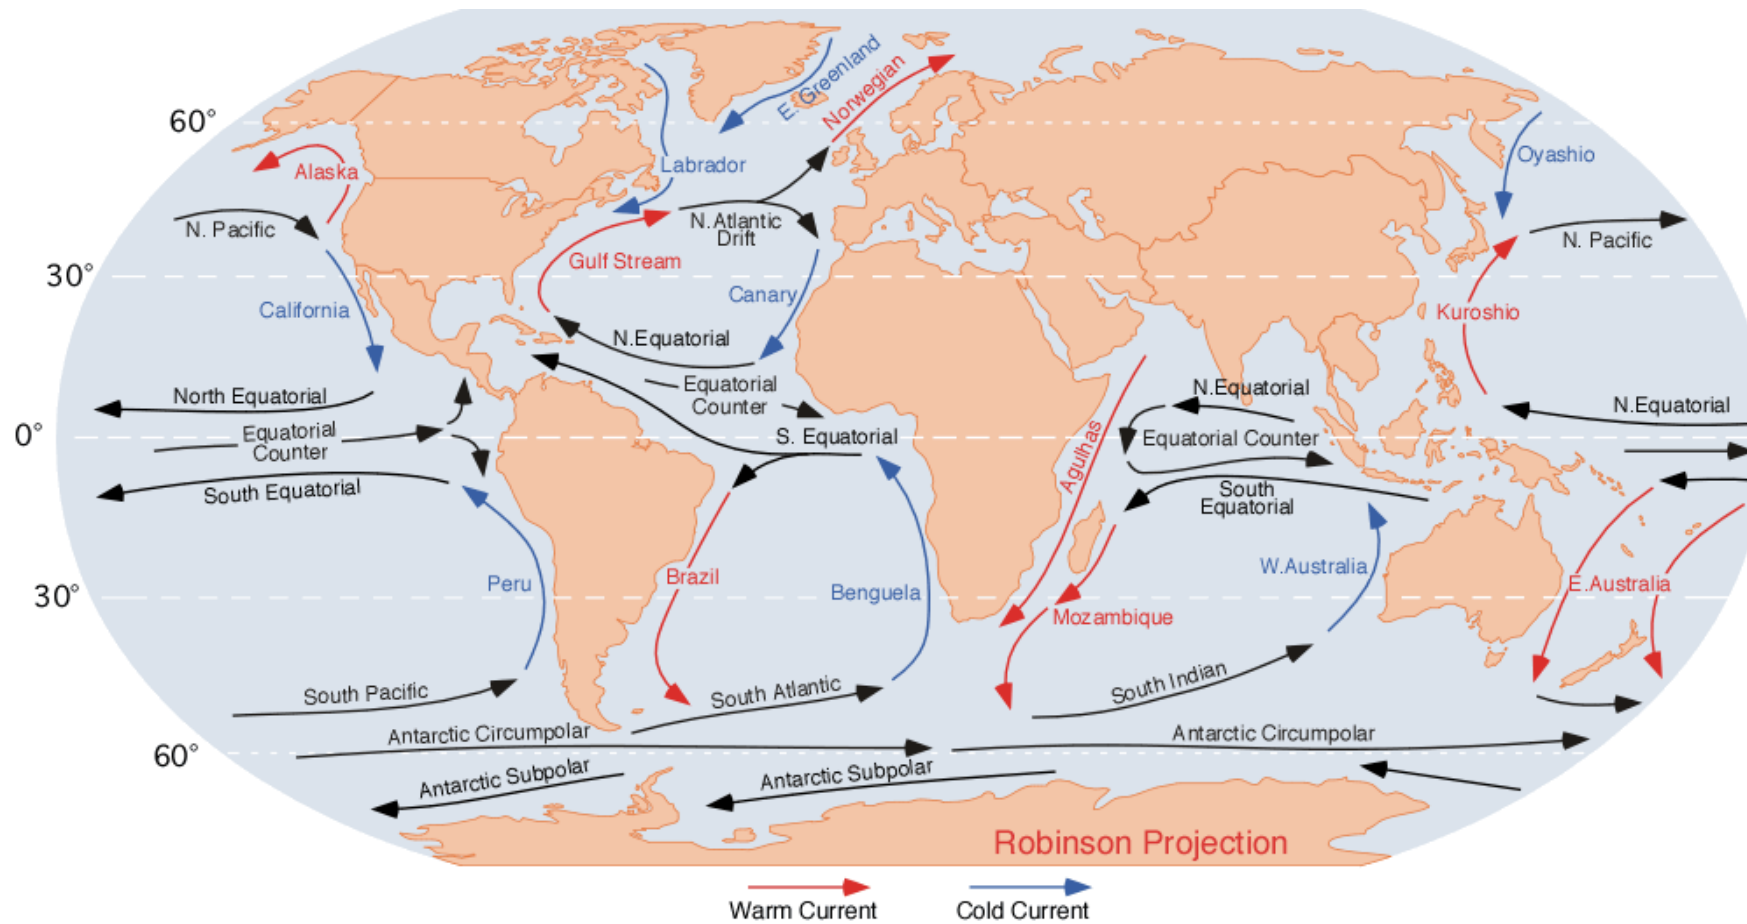 E. Greenland
Norwegian
60°
Labrador
Oyashio
Alaska
N. Pacific
N.Atlantic
Drift
N. Pacific
Gulf Stream
30°
Canary
California
Kuroshio
N.Equatorial
North Equatorial
Equatorial
Counter
N.Equatorial
N.Equatorial
0°
Equatorial
Counter
S. Equatorial
Agulhas
Equatorial Counter
South Equatorial
South
Equatorial
Peru
Brazil
Benguela
W.Australia
E.Australia
30°
Mozambique
South Pacific
South Atlantic
South Indian
Antarctic Circumpolar
Antarctic Circumpolar
60°
Antarctic Subpolar
Antarctic Subpolar
Robinson Projection
Warm Current
Cold Current